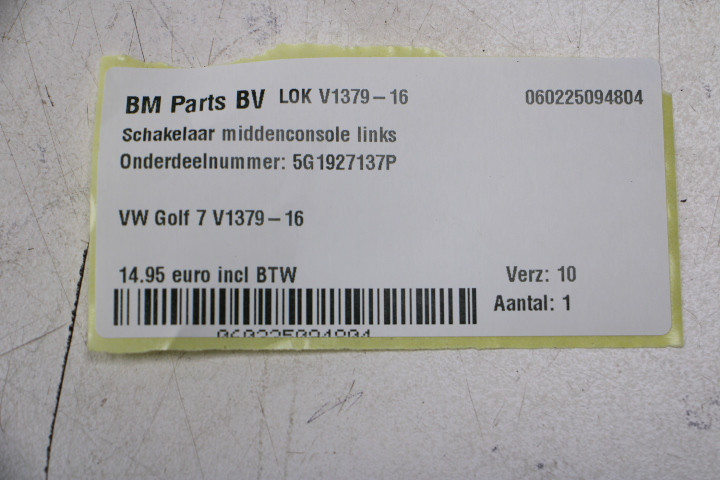 BM Parts BV LOK V1379-16 060225094804
Schakelaar middenconsole links
Onderdeelnummer: 5G1927137P
VW Golf 7 V1379-16
14.95 euro incl BTW Verz: 10
Aantal: 1
060225094804